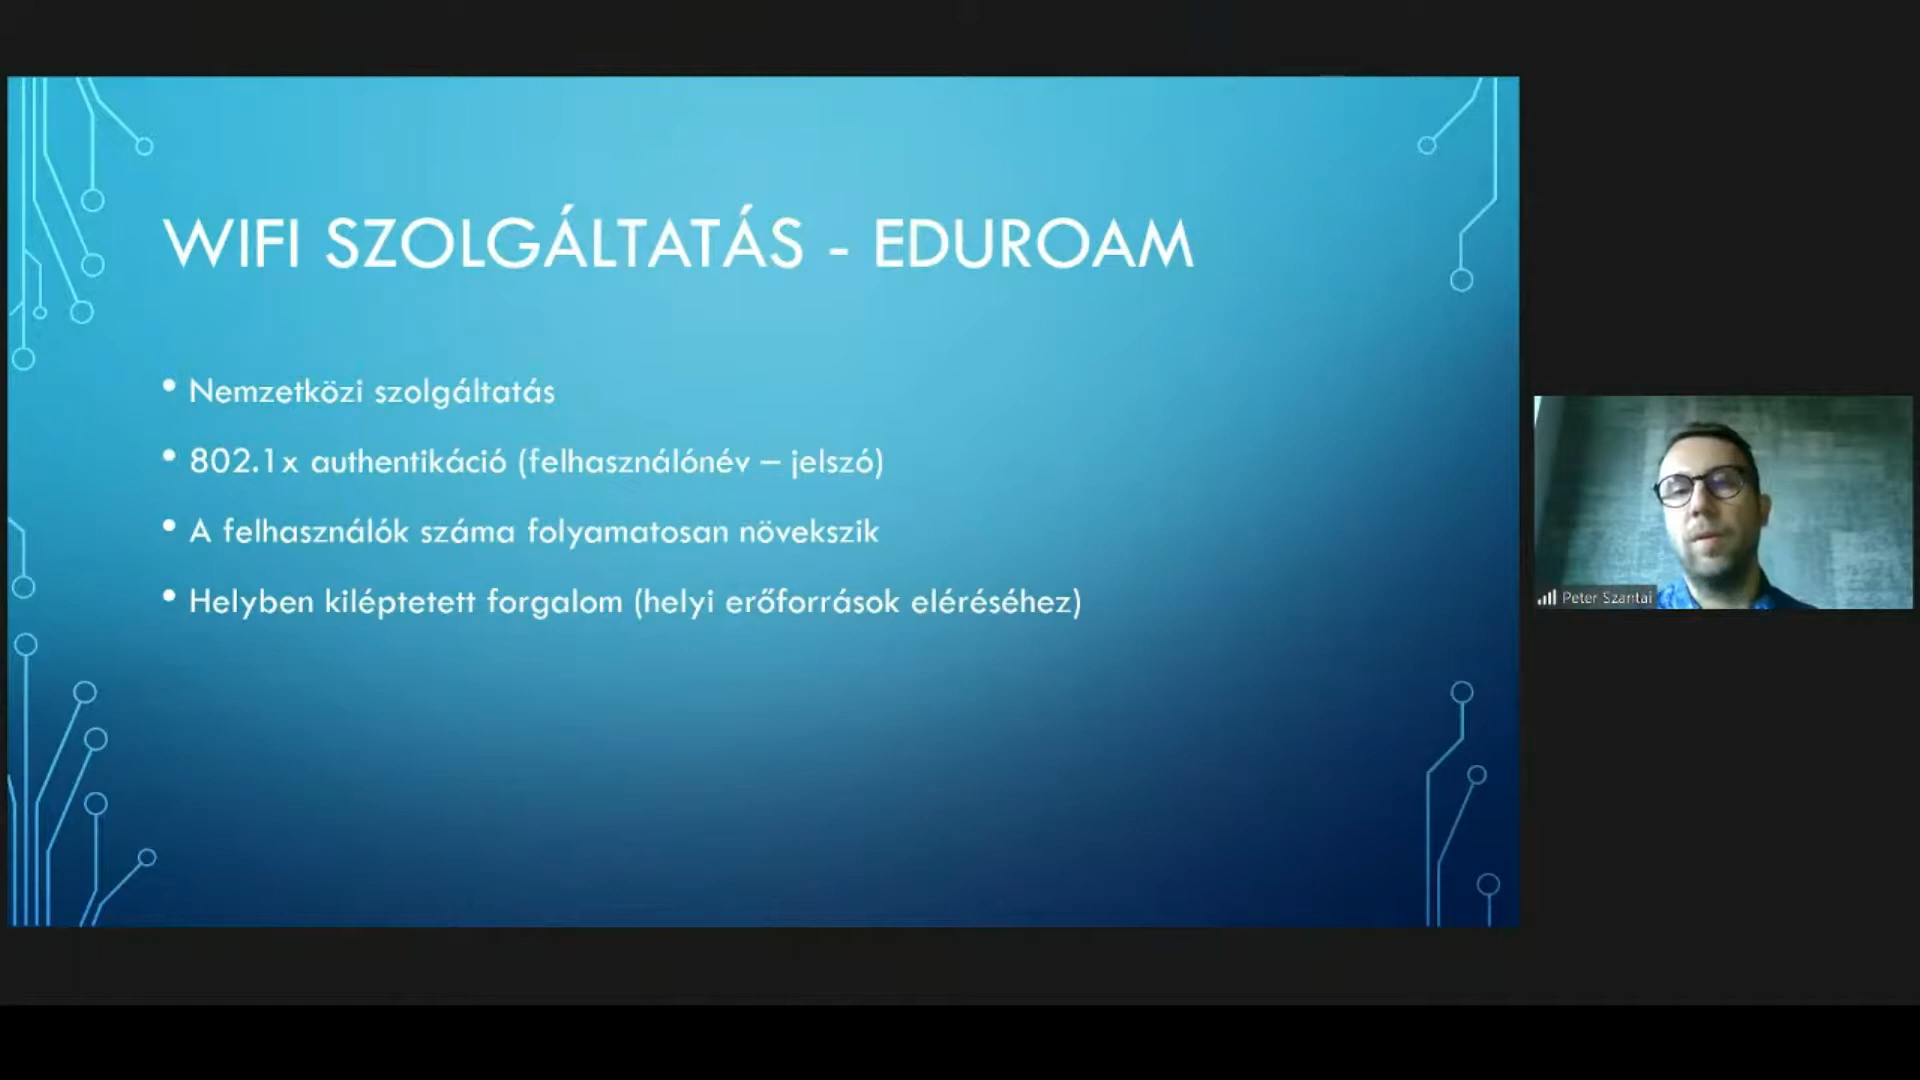 WIFI SZOLGÁLTATÁS - EDUROAM
• Nemzetközi szolgáltatás
• 802.1x authentikáció (felhasználónév – jelszó)
• A felhasználók száma folyamatosan növekszik
• Helyben kiléptetett forgalom (helyi erőforrások eléréséhez)
Peter Szantai